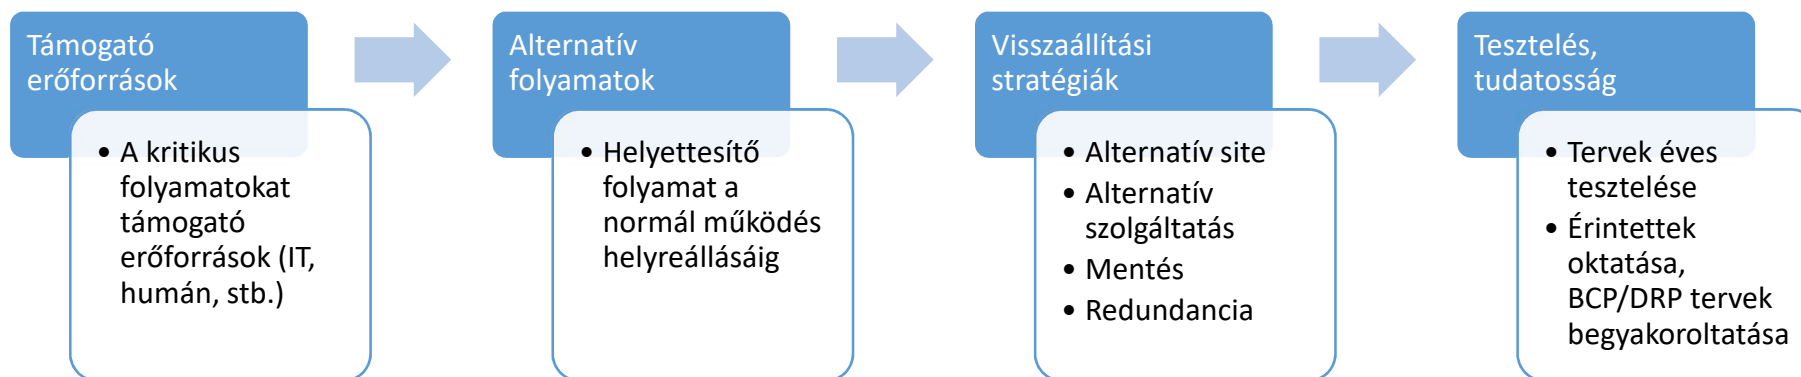 Támogató
erőforrások
• A kritikus
folyamatokat
támogató
erőforrások (IT,
humán, stb.)
Alternatív
folyamatok
• Helyettesítő
folyamat a
normál működés
helyreállásáig
Visszaállítási
stratégiák
• Alternatív site
• Alternatív
szolgáltatás
• Mentés
• Redundancia
Tesztelés,
tudatosság
• Tervek éves
tesztelése
• Érintettek
oktatása,
BCP/DRP tervek
begyakoroltatása